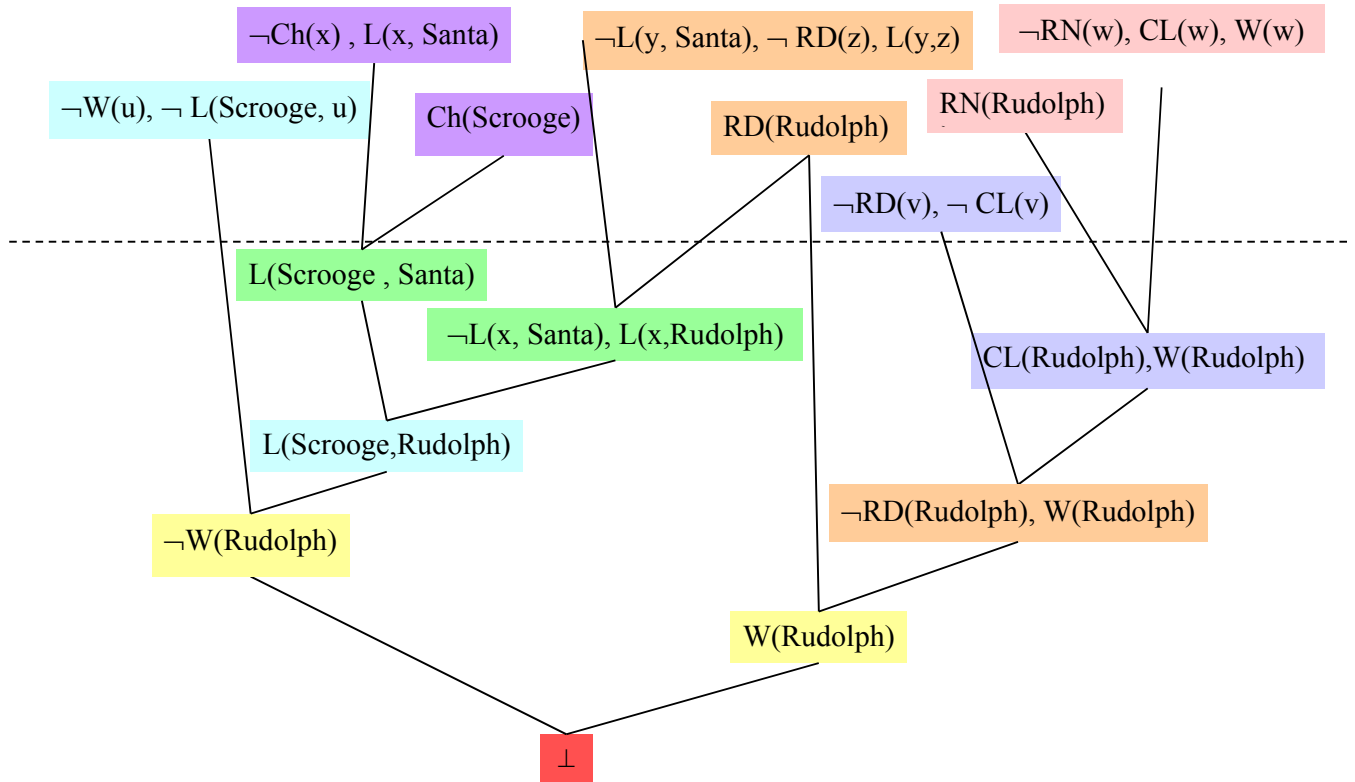 ¬Ch(x) , L(x, Santa)
¬L(y, Santa), ¬ RD(z), L(y,z)
¬RN(w), CL(w), W(w)
¬W(u), ¬ L(Scrooge, u)
Ch(Scrooge)
RD(Rudolph)
RN(Rudolph)
¬RD(v), ¬ CL(v)
L(Scrooge , Santa)
¬L(x, Santa), L(x,Rudolph)
CL(Rudolph),W(Rudolph)
L(Scrooge,Rudolph)
¬RD(Rudolph), W(Rudolph)
¬W(Rudolph)
W(Rudolph)
⊥